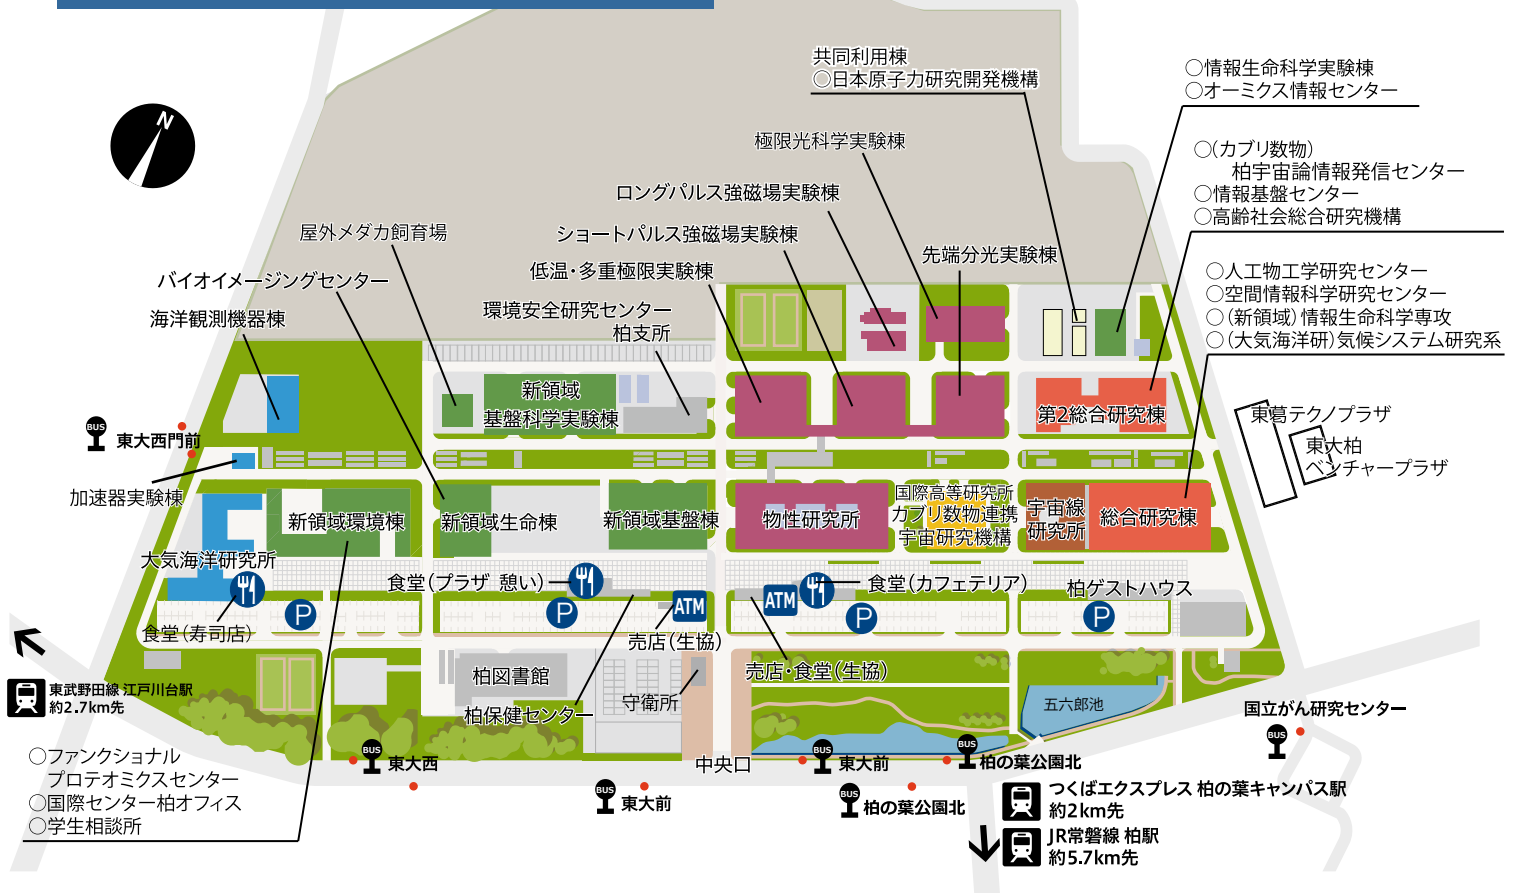 N
共同利用棟
○日本原子力研究開発機構
○情報生命科学実験棟
○オーミクス情報センター
極限光科学実験棟
○(カブリ数物)
柏宇宙論情報発信センター
○情報基盤センター
○高齢社会総合研究機構
ロングパルス強磁場実験棟
屋外メダカ飼育場
ショートパルス強磁場実験棟
先端分光実験棟
バイオイメージングセンター
低温・多重極限実験棟
○人工物工学研究センター
○空間情報科学研究センター
○(新領域)情報生命科学専攻
○(大気海洋研)気候システム研究系
海洋観測機器棟
環境安全研究センター
柏支所
新領域
基盤科学実験棟
第2総合研究棟
東葛テクノプラザ
東大柏
ベンチャープラザ
BUS
東大西門前
加速器実験棟
新領域環境棟
新領域生命棟
新領域基盤棟
物性研究所
国際高等研究所
カブリ数物連携
宇宙研究機構
宇宙線
研究所
総合研究棟
大気海洋研究所
食堂(プラザ 憩い)
食堂(カフェテリア)
柏ゲストハウス
P
P
ATM
ATM
P
P
食堂(寿司店)
売店(生協)
売店・食堂(生協)
柏図書館
守衛所
柏保健センター
五六郎池
東武野田線 江戸川台駅
約2.7km先
国立がん研究センター
BUS
○ファンクショナル
プロテオミクスセンター
○国際センター柏オフィス
○学生相談所
BUS
東大西
中央口
BUS
東大前
BUS
柏の葉公園北
BUS
東大前
BUS
柏の葉公園北
つくばエクスプレス 柏の葉キャンパス駅
約2km先
JR常磐線 柏駅
約5.7km先